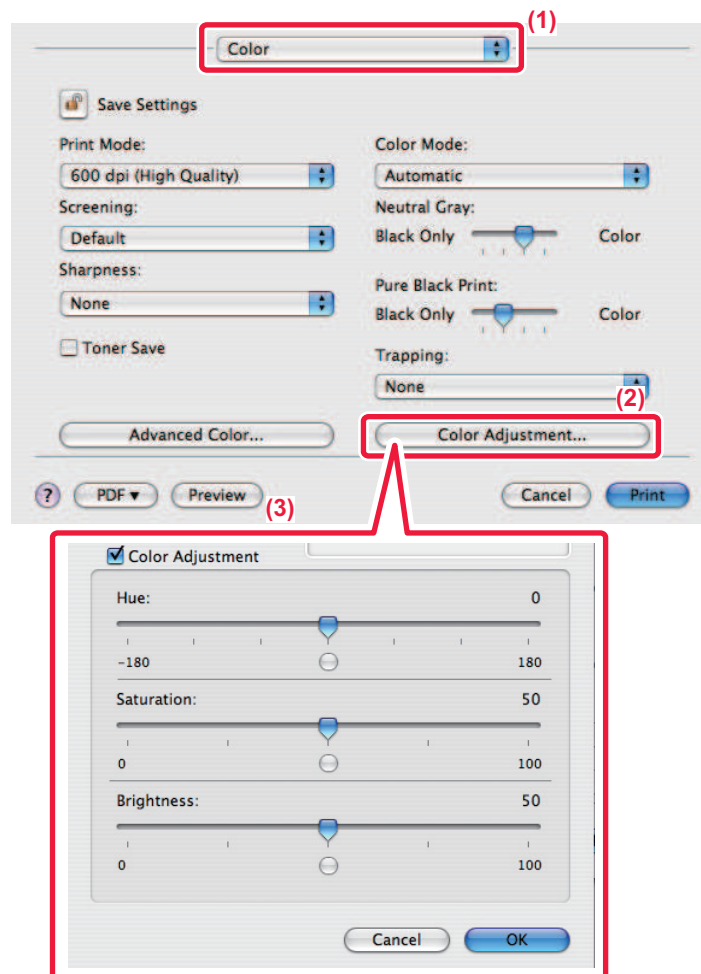 (1)
Color
Save Settings
Print Mode:
Color Mode:
600 dpi (High Quality)
Automatic
Screening:
Neutral Gray:
Default
Black Only
Color
Sharpness:
Pure Black Print:
None
Black Only
Color
Toner Save
Trapping:
None
(2)
Advanced Color...
Color Adjustment...
? PDF▼ Preview
Cancel Print
(3)
Color Adjustment
Hue: 0
-180 180
Saturation: 50
0 100
Brightness: 50
0 100
Cancel OK